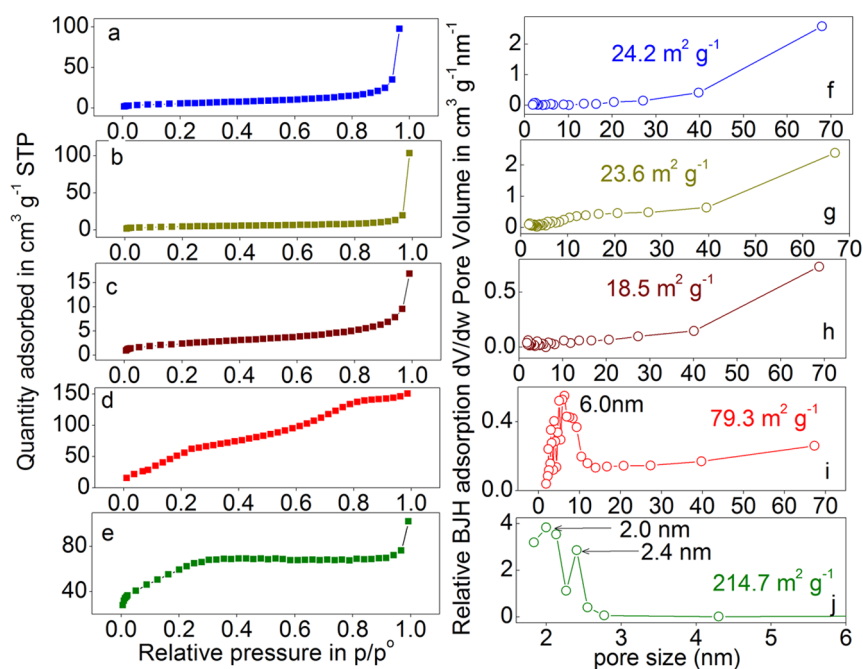 Quantity adsorbed in cm³ g⁻¹ STP
a
100
50
0
0.0 0.2 0.4 0.6 0.8 1.0
b
100
50
0
0.0 0.2 0.4 0.6 0.8 1.0
c
15
10
5
0
0.0 0.2 0.4 0.6 0.8 1.0
d
150
100
50
0
0.0 0.2 0.4 0.6 0.8 1.0
e
80
40
0.0 0.2 0.4 0.6 0.8 1.0
Relative pressure in p/pᵒ
Relative BJH adsorption dV/dw Pore Volume in cm³ g⁻¹nm⁻¹
2
1
0
24.2 m² g⁻¹
f
0 10 20 30 40 50 60 70
2
1
0
23.6 m² g⁻¹
g
0 10 20 30 40 50 60 70
0.5
0.0
18.5 m² g⁻¹
h
0 10 20 30 40 50 60 70
0.4
0.0
6.0nm
79.3 m² g⁻¹
i
0 10 20 30 40 50 60 70
4
2
0
2.0 nm
2.4 nm
214.7 m² g⁻¹
j
2 3 4 5 6
pore size (nm)